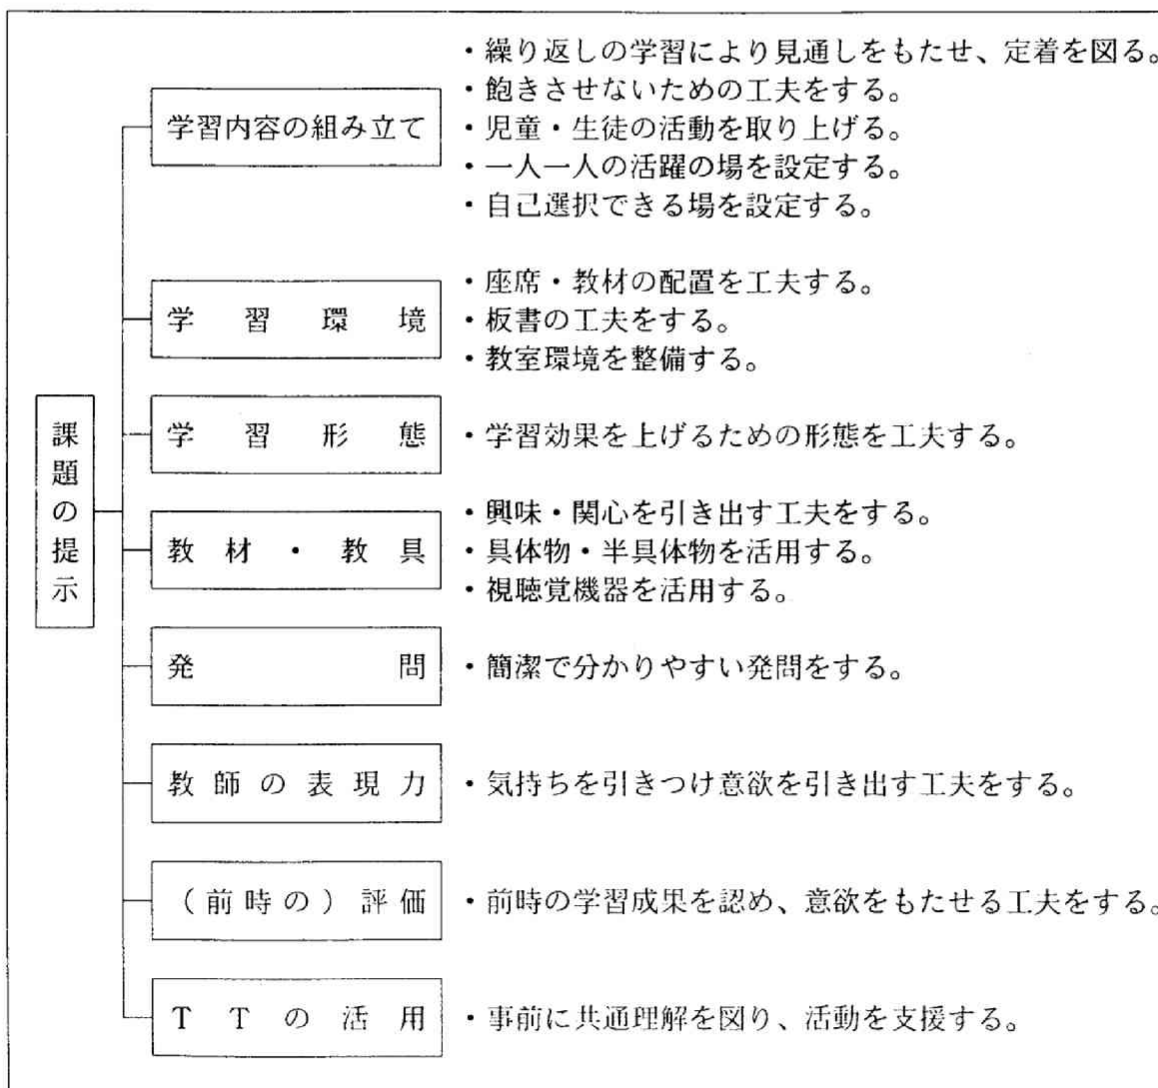 課題の提示
学習内容の組み立て
・繰り返しの学習により見通しをもたせ、定着を図る。
・飽きさせないための工夫をする。
・児童・生徒の活動を取り上げる。
・一人一人の活躍の場を設定する。
・自己選択できる場を設定する。
学習環境
・座席・教材の配置を工夫する。
・板書の工夫をする。
・教室環境を整備する。
学習形態
・学習効果を上げるための形態を工夫する。
教材・教具
・興味・関心を引き出す工夫をする。
・具体物・半具体物を活用する。
・視聴覚機器を活用する。
発問
・簡潔で分かりやすい発問をする。
教師の表現力
・気持ちを引きつけ意欲を引き出す工夫をする。
（前時の）評価
・前時の学習成果を認め、意欲をもたせる工夫をする。
ＴＴの活用
・事前に共通理解を図り、活動を支援する。